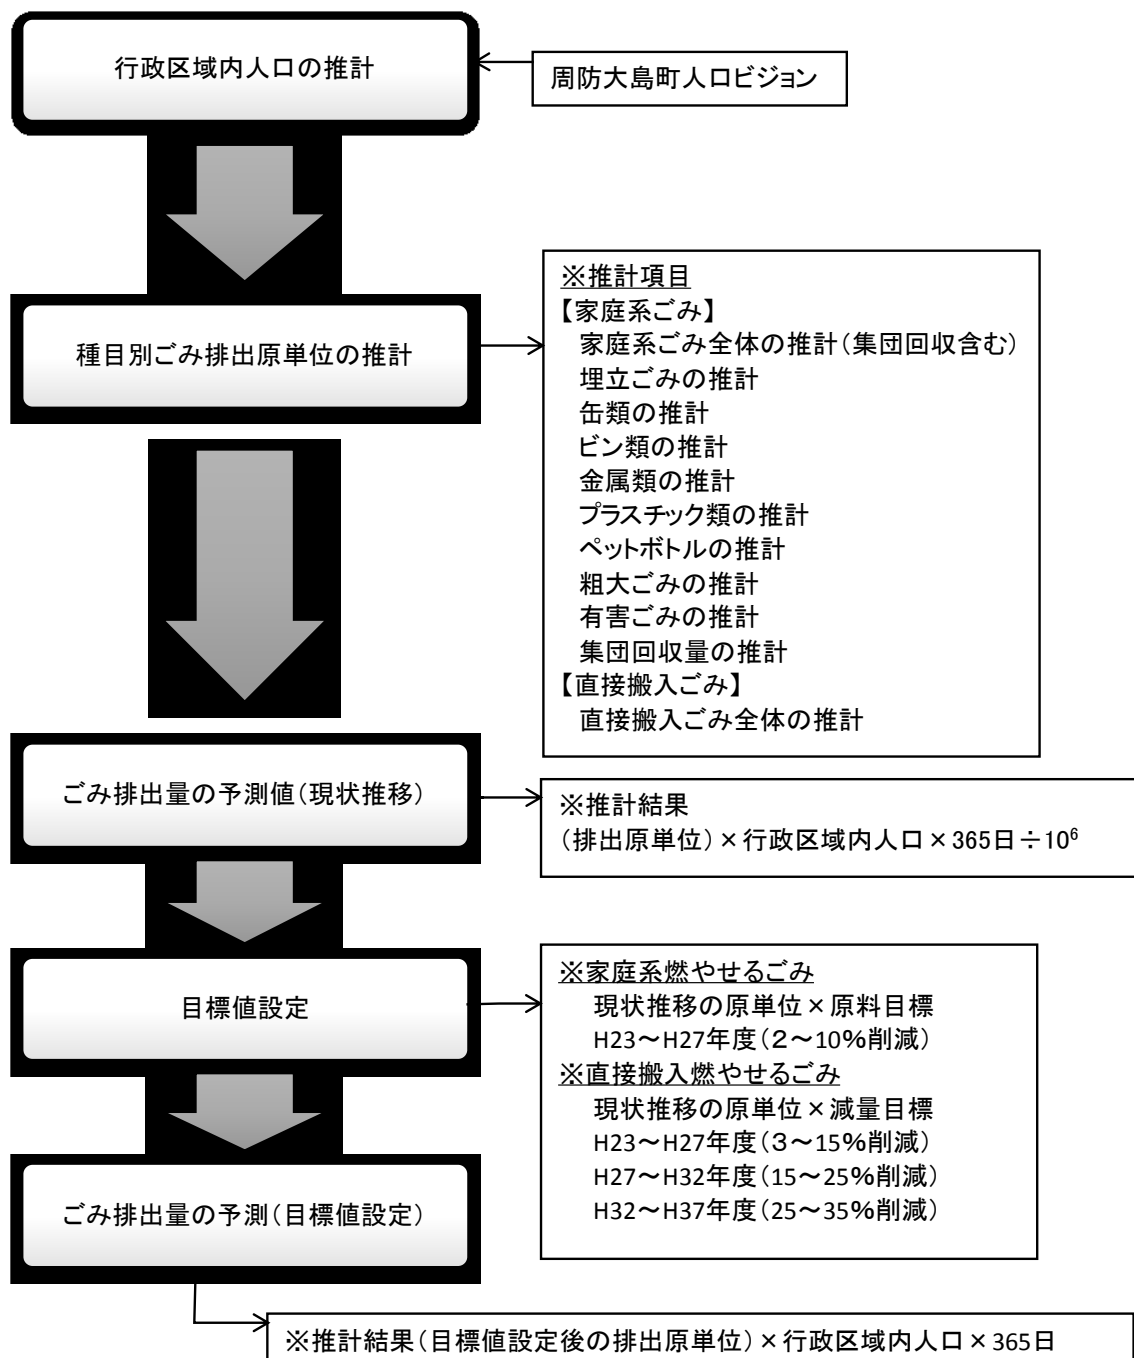 行政区域内人口の推計
周防大島町人口ビジョン
種目別ごみ排出原単位の推計
※推計項目
【家庭系ごみ】
家庭系ごみ全体の推計（集団回収含む）
埋立ごみの推計
缶類の推計
ビン類の推計
金属類の推計
プラスチック類の推計
ペットボトルの推計
粗大ごみの推計
有害ごみの推計
集団回収量の推計
【直接搬入ごみ】
直接搬入ごみ全体の推計
ごみ排出量の予測値（現状推移）
※推計結果
（排出原単位）×行政区域内人口×365日÷10⁶
目標値設定
※家庭系燃やせるごみ
現状推移の原単位×原料目標
H23～H27年度（２～10%削減）
※直接搬入燃やせるごみ
現状推移の原単位×減量目標
H23～H27年度（３～15%削減）
H27～H32年度（15～25%削減）
H32～H37年度（25～35%削減）
ごみ排出量の予測（目標値設定）
※推計結果（目標値設定後の排出原単位）×行政区域内人口×365日